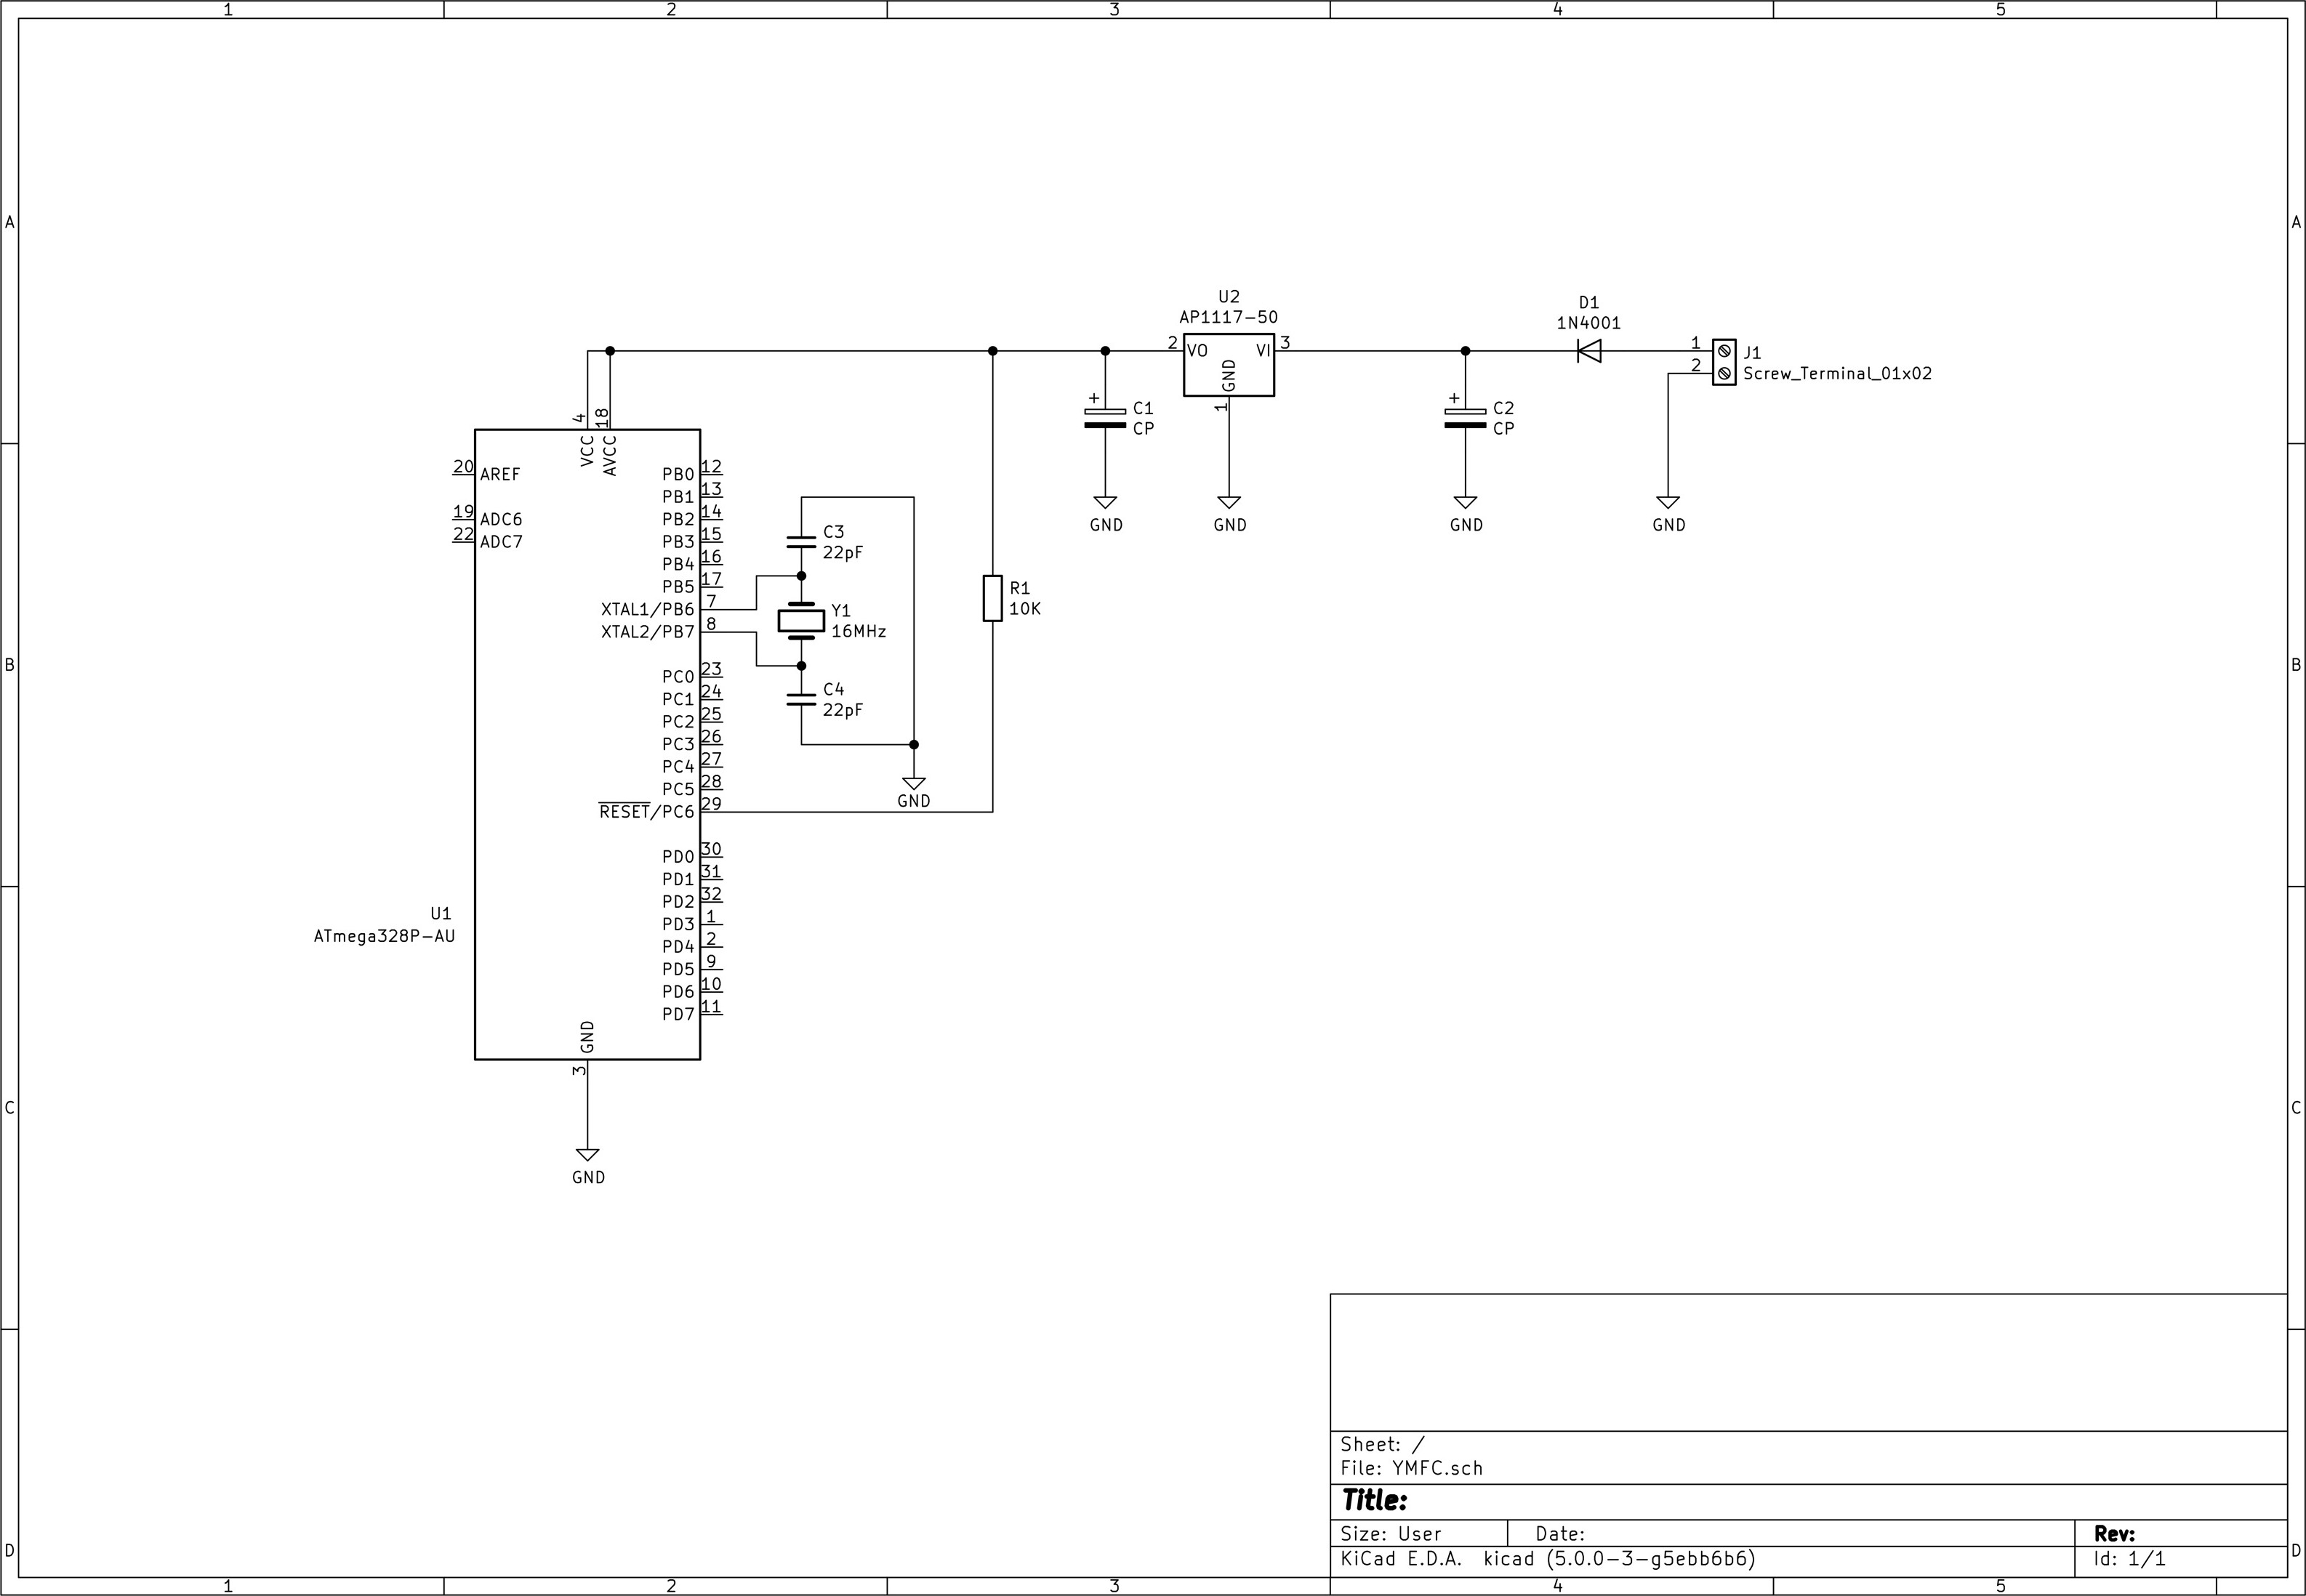 1 2 3 4 5
A A
U2
AP1117-50
D1
1N4001
2 VO VI 3
GND
1
1
2
J1
Screw_Terminal_01x02
+
C1
CP
+
C2
CP
GND
GND
GND
GND
4 18
VCC AVCC
20 AREF
19 ADC6
22 ADC7
PB0 12
PB1 13
PB2 14
PB3 15
PB4 16
PB5 17
XTAL1/PB6 7
XTAL2/PB7 8
C3
22pF
Y1
16MHz
C4
22pF
R1
10K
B B
PC0 23
PC1 24
PC2 25
PC3 26
PC4 27
PC5 28
RESET/PC6 29
GND
PD0 30
PD1 31
PD2 32
PD3 1
PD4 2
PD5 9
PD6 10
PD7 11
U1
ATmega328P-AU
GND
3
GND
C C
Sheet: /
File: YMFC.sch
Title:
Size: User Date: Rev:
KiCad E.D.A. kicad (5.0.0-3-g5ebb6b6) Id: 1/1
D D
1 2 3 4 5